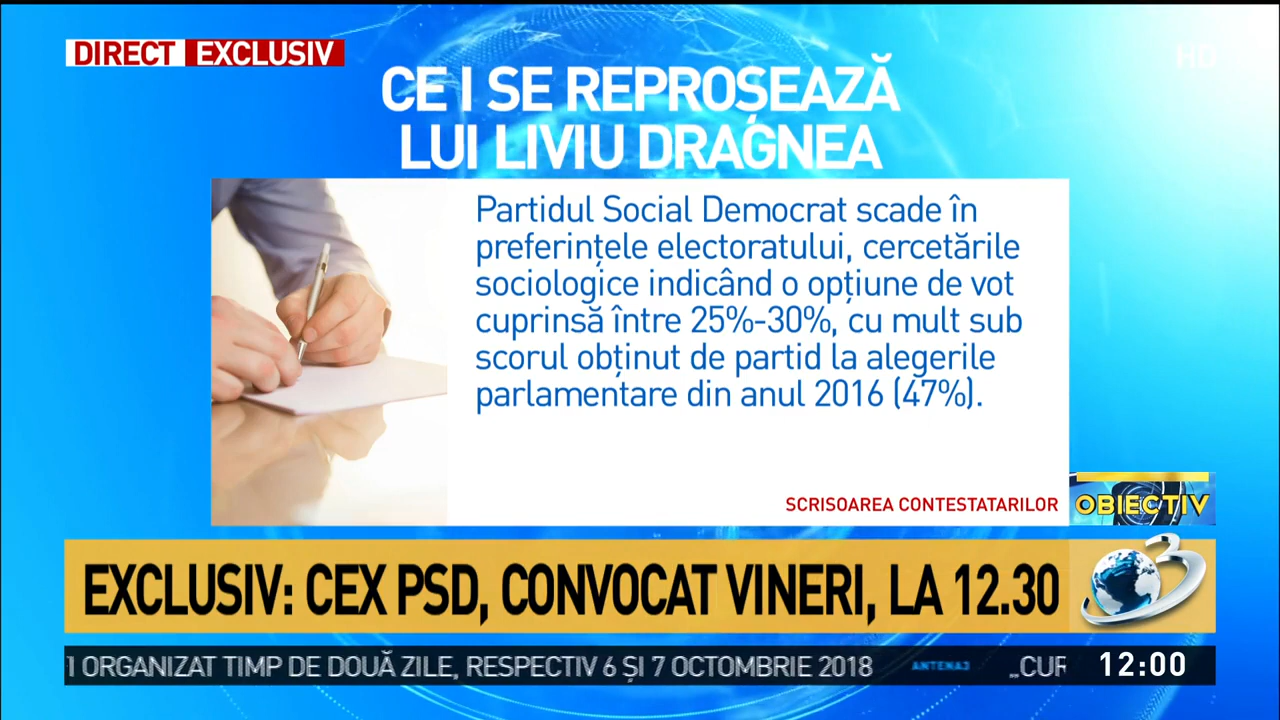 DIRECT EXCLUSIV
HD
CE I SE REPROȘEAZĂ
LUI LIVIU DRAGNEA
Partidul Social Democrat scade în
preferințele electoratului, cercetările
sociologice indicând o opțiune de vot
cuprinsă între 25%-30%, cu mult sub
scorul obținut de partid la alegerile
parlamentare din anul 2016 (47%).
SCRISOAREA CONTESTATARILOR
OBIECTIV
EXCLUSIV: CEX PSD, CONVOCAT VINERI, LA 12.30
3
ORGANIZAT TIMP DE DOUĂ ZILE, RESPECTIV 6 ȘI 7 OCTOMBRIE 2018 ANTENA3 „CUR
12:00